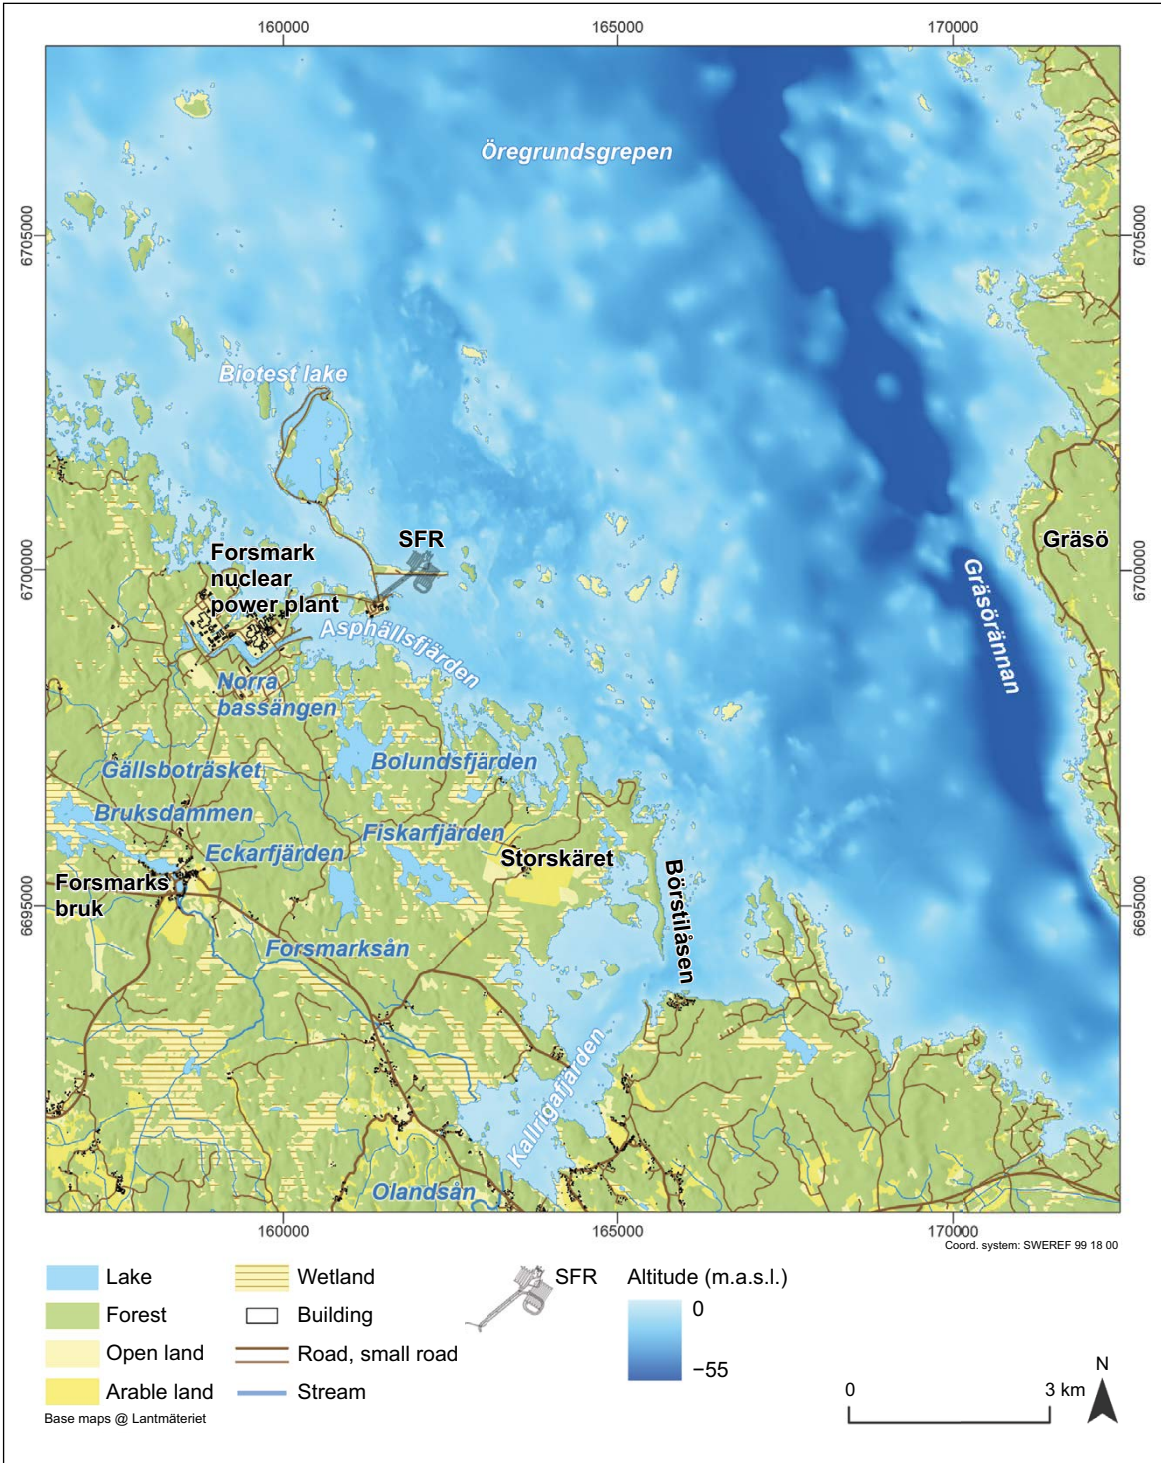 160000
165000
170000
Öregrundsgrepen
6705000
6705000
Biotest lake
SFR
Forsmark
nuclear
power plant
Gräsö
6700000
6700000
Gräsörännan
Asphällsfjärden
Norra
bassängen
Gällsboträsket
Bolundsfjärden
Bruksdammen
Fiskarfjärden
Eckarfjärden
Storskäret
Forsmarks
bruk
Börstilåsen
6695000
6695000
Forsmarksån
Kallrigafjärden
Olandsån
160000
165000
170000
Coord. system: SWEREF 99 18 00
Lake
Forest
Open land
Arable land
Wetland
Building
Road, small road
Stream
SFR
Altitude (m.a.s.l.)
0
−55
0 3 km
N
Base maps @ Lantmäteriet